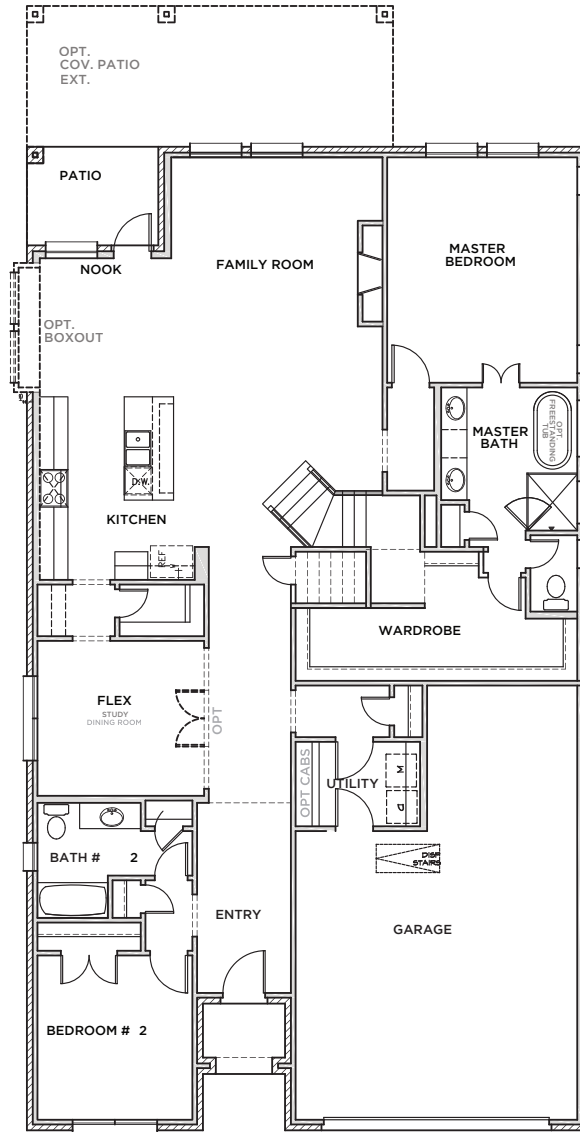 OPT.
COV. PATIO
EXT.
PATIO
NOOK
FAMILY ROOM
MASTER
BEDROOM
OPT.
BOXOUT
MASTER
BATH
OPT.
FREESTANDING
TUB
D.W.
KITCHEN
REF
WARDROBE
FLEX
STUDY
DINING ROOM
OPT
OPT CABS
UTILITY
W
D
BATH # 2
DISP
STAIRS
ENTRY
GARAGE
BEDROOM # 2